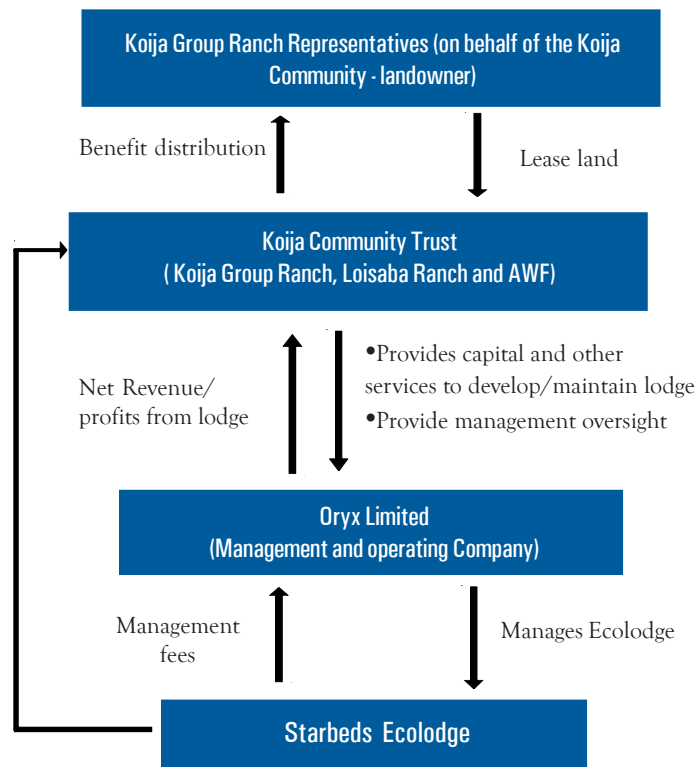 Koija Group Ranch Representatives (on behalf of the Koija
Community - landowner)
Benefit distribution
Lease land
Koija Community Trust
( Koija Group Ranch, Loisaba Ranch and AWF)
Net Revenue/
profits from lodge
•Provides capital and other
services to develop/maintain lodge
•Provide management oversight
Oryx Limited
(Management and operating Company)
Management
fees
Manages Ecolodge
Starbeds Ecolodge